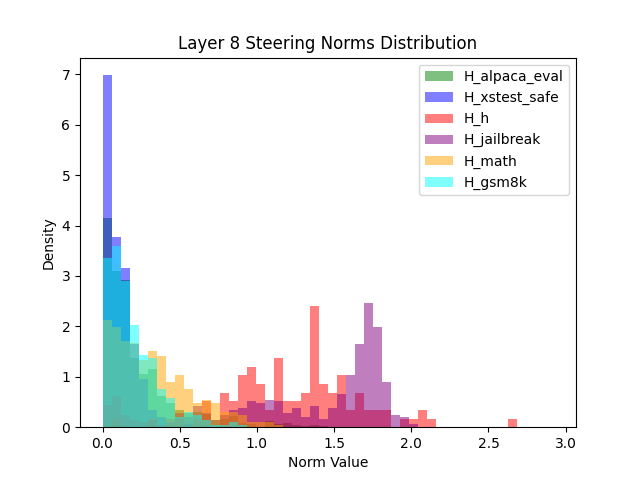 Layer 8 Steering Norms Distribution
7
6
5
4
3
2
1
0
Density
H_alpaca_eval
H_xstest_safe
H_h
H_jailbreak
H_math
H_gsm8k
0.0 0.5 1.0 1.5 2.0 2.5 3.0
Norm Value